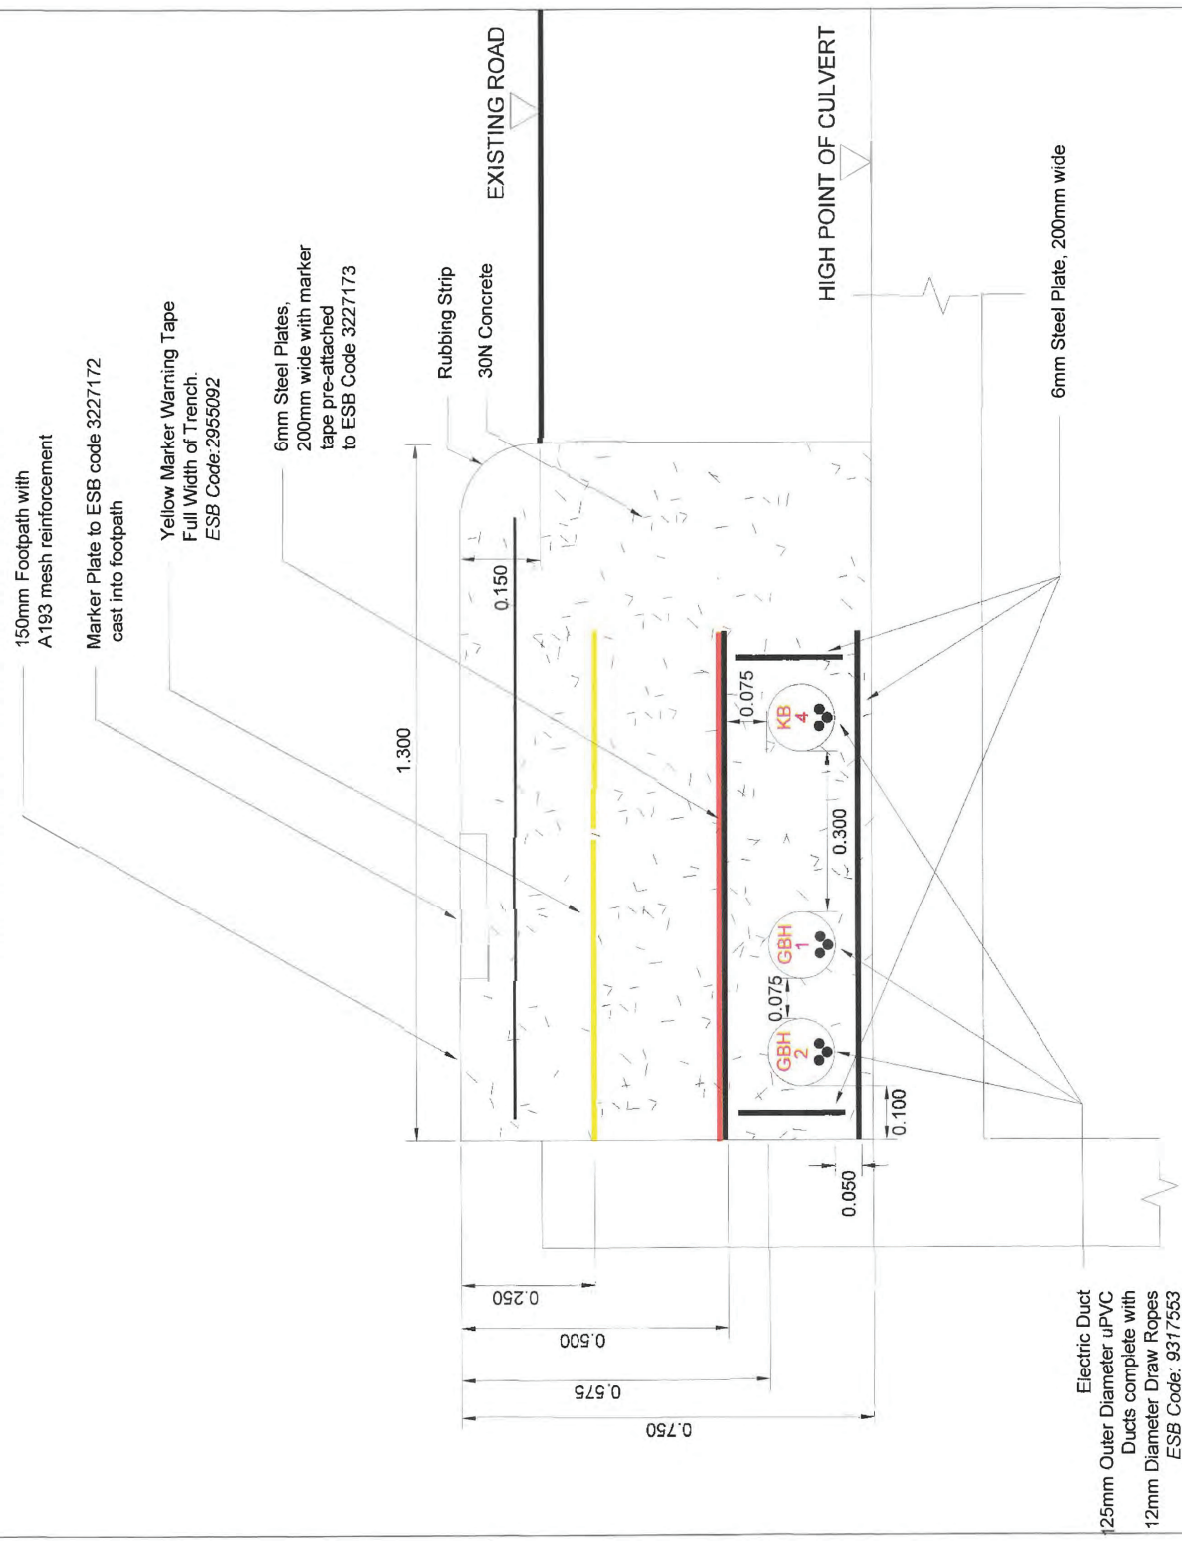 150mm Footpath with
A193 mesh reinforcement
Marker Plate to ESB code 3227172
cast into footpath
Yellow Marker Warning Tape
Full Width of Trench.
ESB Code:2955092
6mm Steel Plates,
200mm wide with marker
tape pre-attached
to ESB Code 3227173
Rubbing Strip
30N Concrete
EXISTING ROAD
HIGH POINT OF CULVERT
6mm Steel Plate, 200mm wide
1.300
0.150
0.075
0.300
0.075
0.100
0.050
GBH
2
GBH
1
KB
4
0.250
0.500
0.575
0.750
Electric Duct
125mm Outer Diameter uPVC
Ducts complete with
12mm Diameter Draw Ropes
ESB Code: 9317553